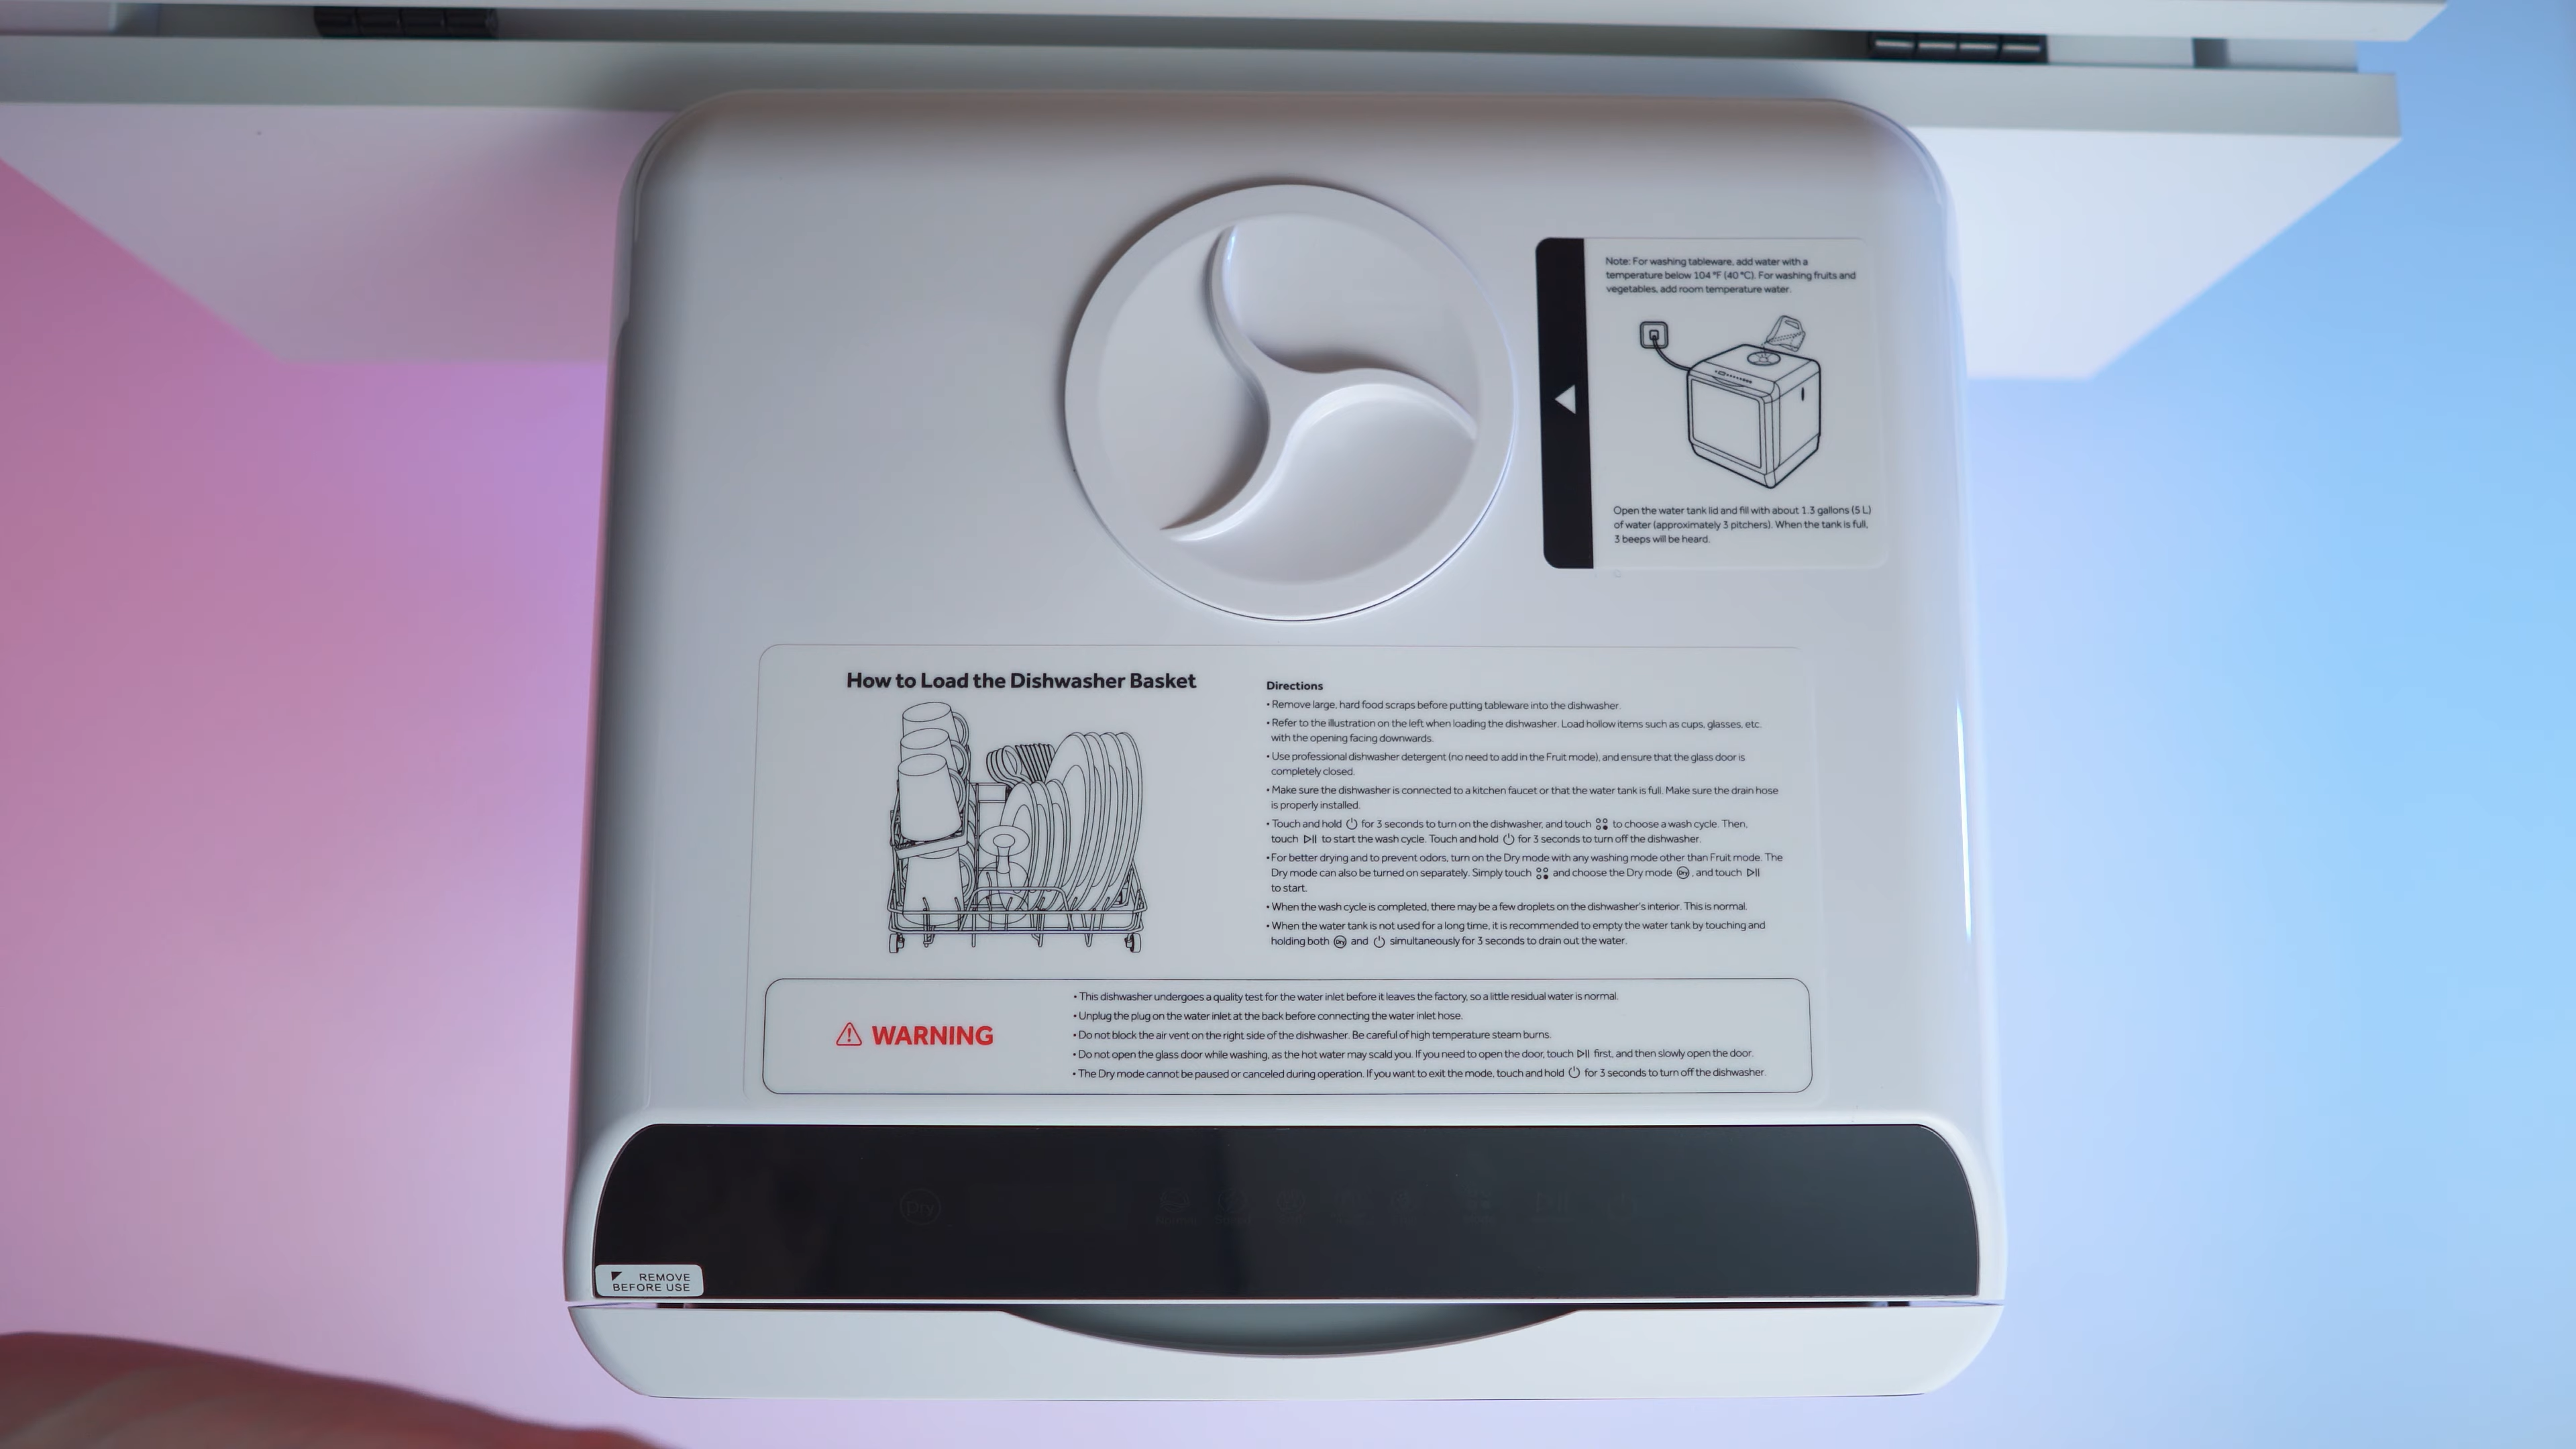 Note: For washing tableware, add water with a
temperature below 104 °F (40 °C). For washing fruits and
vegetables, add room temperature water.
Open the water tank lid and fill with about 1.3 gallons (5 L)
of water (approximately 3 pitchers). When the tank is full,
3 beeps will be heard.
How to Load the Dishwasher Basket
Directions
• Remove large, hard food scraps before putting tableware into the dishwasher.
• Refer to the illustration on the left when loading the dishwasher. Load hollow items such as cups, glasses, etc.
with the opening facing downwards.
• Use professional dishwasher detergent (no need to add in the Fruit mode), and ensure that the glass door is
completely closed.
• Make sure the dishwasher is connected to a kitchen faucet or that the water tank is full. Make sure the drain hose
is properly installed.
• Touch and hold for 3 seconds to turn on the dishwasher, and touch to choose a wash cycle. Then,
touch to start the wash cycle. Touch and hold for 3 seconds to turn off the dishwasher.
• For better drying and to prevent odors, turn on the Dry mode with any washing mode other than Fruit mode. The
Dry mode can also be turned on separately. Simply touch and choose the Dry mode Dry, and touch
to start.
• When the wash cycle is completed, there may be a few droplets on the dishwasher's interior. This is normal.
• When the water tank is not used for a long time, it is recommended to empty the water tank by touching and
holding both Dry and simultaneously for 3 seconds to drain out the water.
WARNING
• This dishwasher undergoes a quality test for the water inlet before it leaves the factory, so a little residual water is normal.
• Unplug the plug on the water inlet at the back before connecting the water inlet hose.
• Do not block the air vent on the right side of the dishwasher. Be careful of high temperature steam burns.
• Do not open the glass door while washing, as the hot water may scald you. If you need to open the door, touch first, and then slowly open the door.
• The Dry mode cannot be paused or canceled during operation. If you want to exit the mode, touch and hold for 3 seconds to turn off the dishwasher.
Dry
REMOVE
BEFORE USE